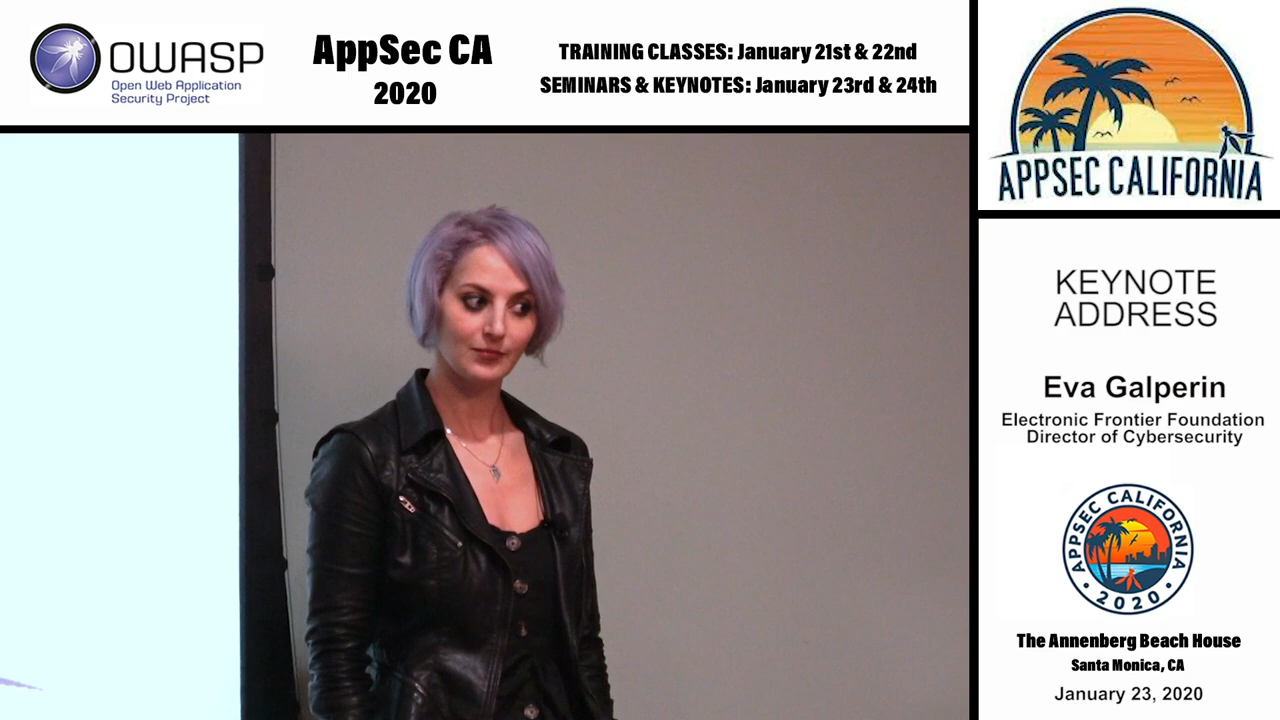 OWASP
Open Web Application
Security Project
AppSec CA
2020
TRAINING CLASSES: January 21st & 22nd
SEMINARS & KEYNOTES: January 23rd & 24th
APPSEC CALIFORNIA
KEYNOTE
ADDRESS
Eva Galperin
Electronic Frontier Foundation
Director of Cybersecurity
APPSEC CALIFORNIA
• 2020 •
The Annenberg Beach House
Santa Monica, CA
January 23, 2020